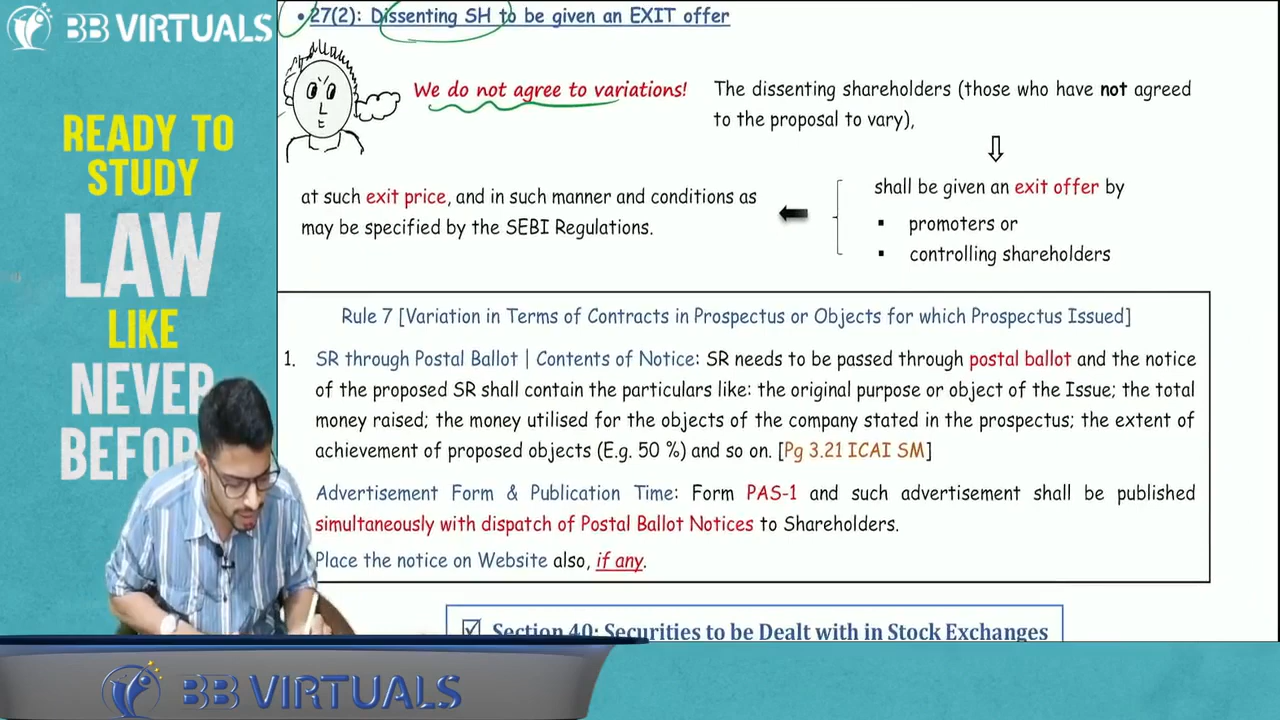 BB VIRTUALS
READY TO
STUDY
LAW
LIKE
NEVER
BEFOR
• 27(2): Dissenting SH to be given an EXIT offer
We do not agree to variations!
The dissenting shareholders (those who have not agreed
to the proposal to vary),
shall be given an exit offer by
▪ promoters or
▪ controlling shareholders
at such exit price, and in such manner and conditions as
may be specified by the SEBI Regulations.
Rule 7 [Variation in Terms of Contracts in Prospectus or Objects for which Prospectus Issued]
1. SR through Postal Ballot | Contents of Notice: SR needs to be passed through postal ballot and the notice
of the proposed SR shall contain the particulars like: the original purpose or object of the Issue; the total
money raised; the money utilised for the objects of the company stated in the prospectus; the extent of
achievement of proposed objects (E.g. 50 %) and so on. [Pg 3.21 ICAI SM]
Advertisement Form & Publication Time: Form PAS-1 and such advertisement shall be published
simultaneously with dispatch of Postal Ballot Notices to Shareholders.
Place the notice on Website also, if any.
Section 40: Securities to be Dealt with in Stock Exchanges
BB VIRTUALS